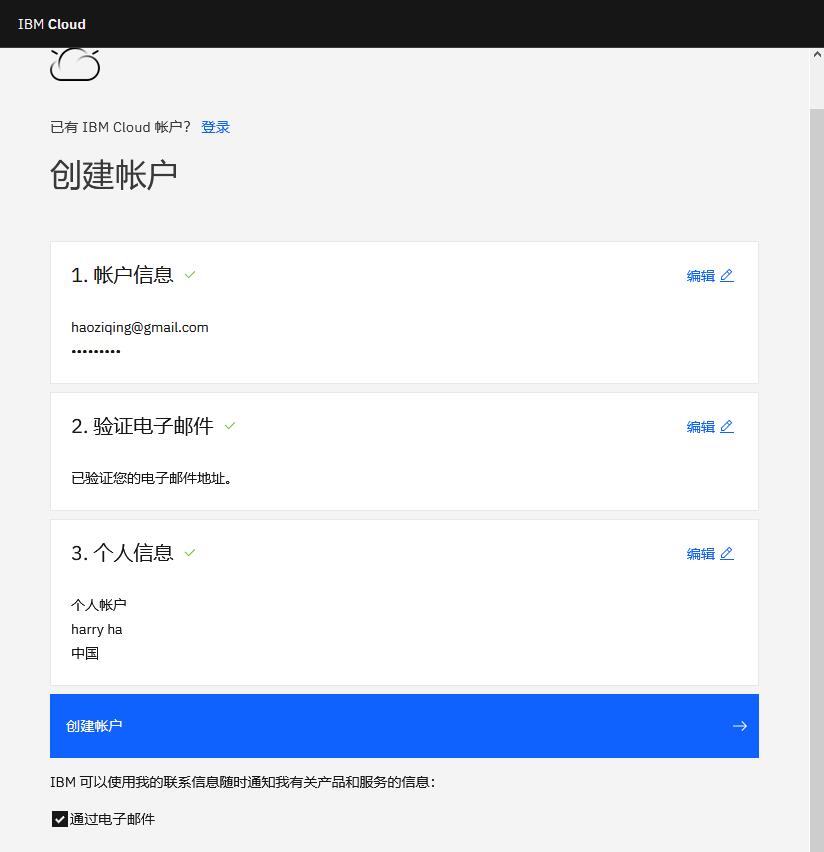 IBM Cloud
已有 IBM Cloud 帐户？ 登录
创建帐户
1. 帐户信息 编辑
haoziqing@gmail.com
•••••••••
2. 验证电子邮件 编辑
已验证您的电子邮件地址。
3. 个人信息 编辑
个人帐户
harry ha
中国
创建帐户 →
IBM 可以使用我的联系信息随时通知我有关产品和服务的信息：
通过电子邮件